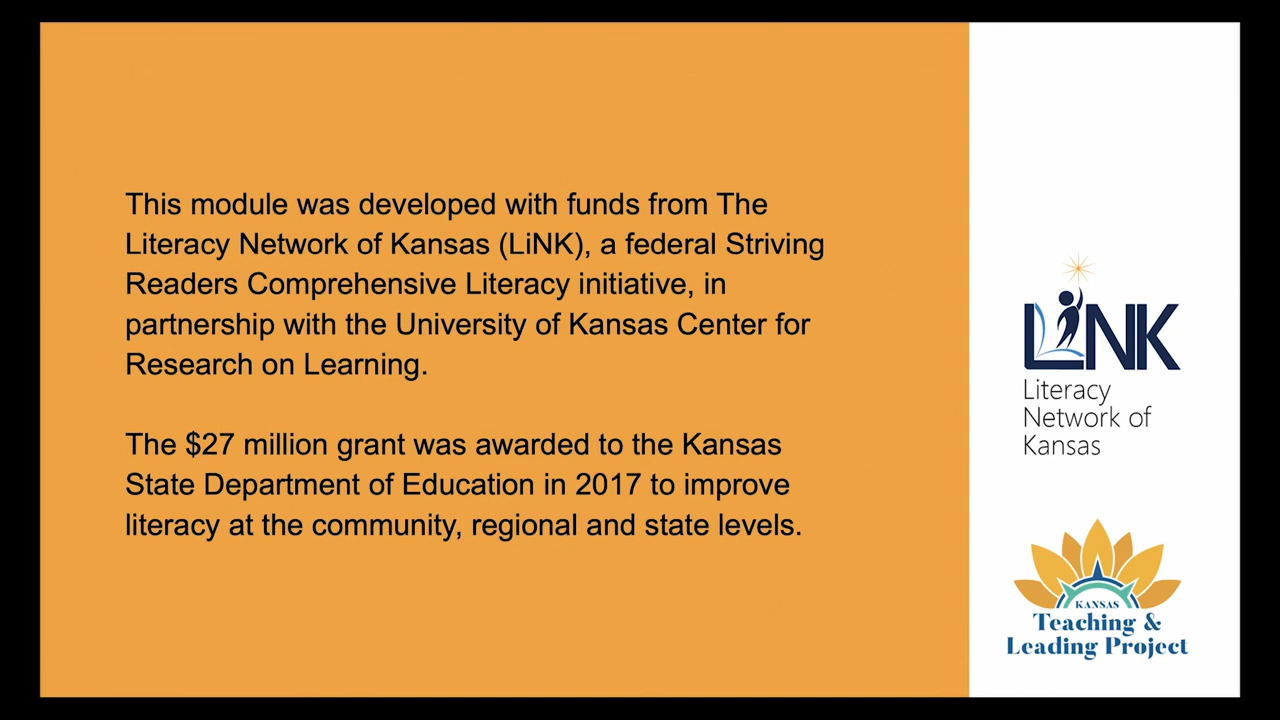 This module was developed with funds from The
Literacy Network of Kansas (LiNK), a federal Striving
Readers Comprehensive Literacy initiative, in
partnership with the University of Kansas Center for
Research on Learning.
The $27 million grant was awarded to the Kansas
State Department of Education in 2017 to improve
literacy at the community, regional and state levels.
LiNK
Literacy
Network of
Kansas
KANSAS
Teaching &
Leading Project